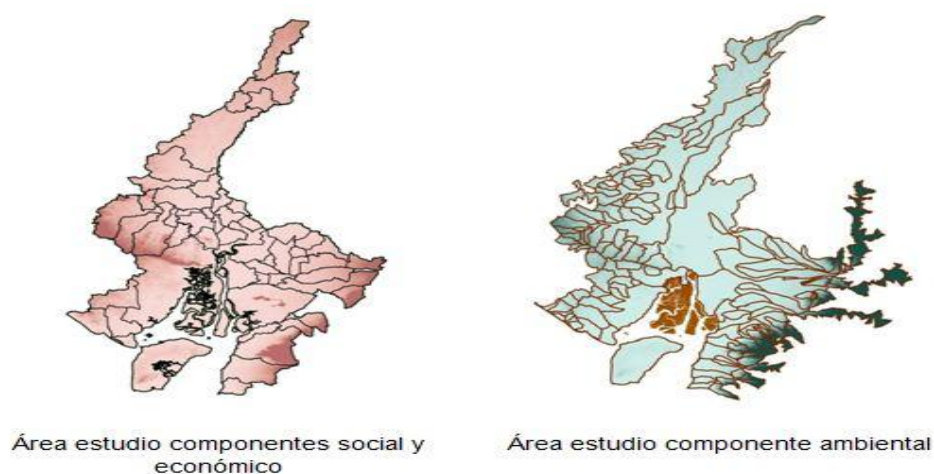 Área estudio componentes social y
económico
Área estudio componente ambiental